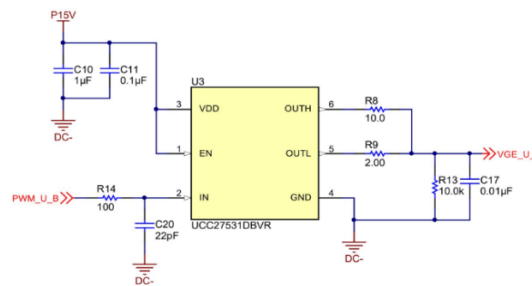 P15V
C10
1µF
C11
0.1µF
DC-
U3
3
VDD
OUTH
6
R8
10.0
1
EN
OUTL
5
R9
2.00
PWM_U_B
R14
100
2
IN
GND
4
C20
22pF
DC-
UCC27531DBVR
R13
10.0k
C17
0.01µF
DC-
VGE_U_